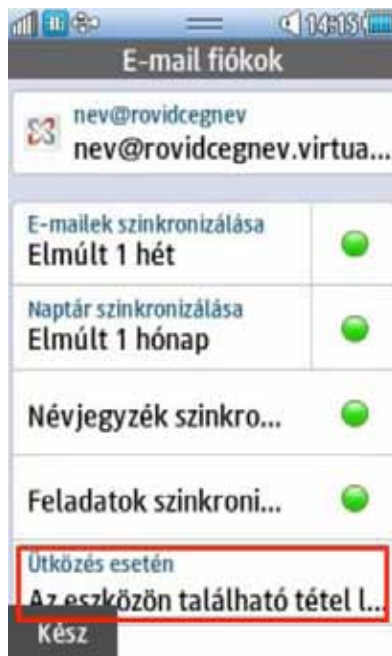 14:15
E-mail fiókok
nev@rovidcegnev
nev@rovidcegnev.virtua...
E-mailek szinkronizálása
Elmúlt 1 hét
Naptár szinkronizálása
Elmúlt 1 hónap
Névjegyzék szinkro...
Feladatok szinkroni...
Ütközés esetén
Az eszközön található tétel l...
Kész